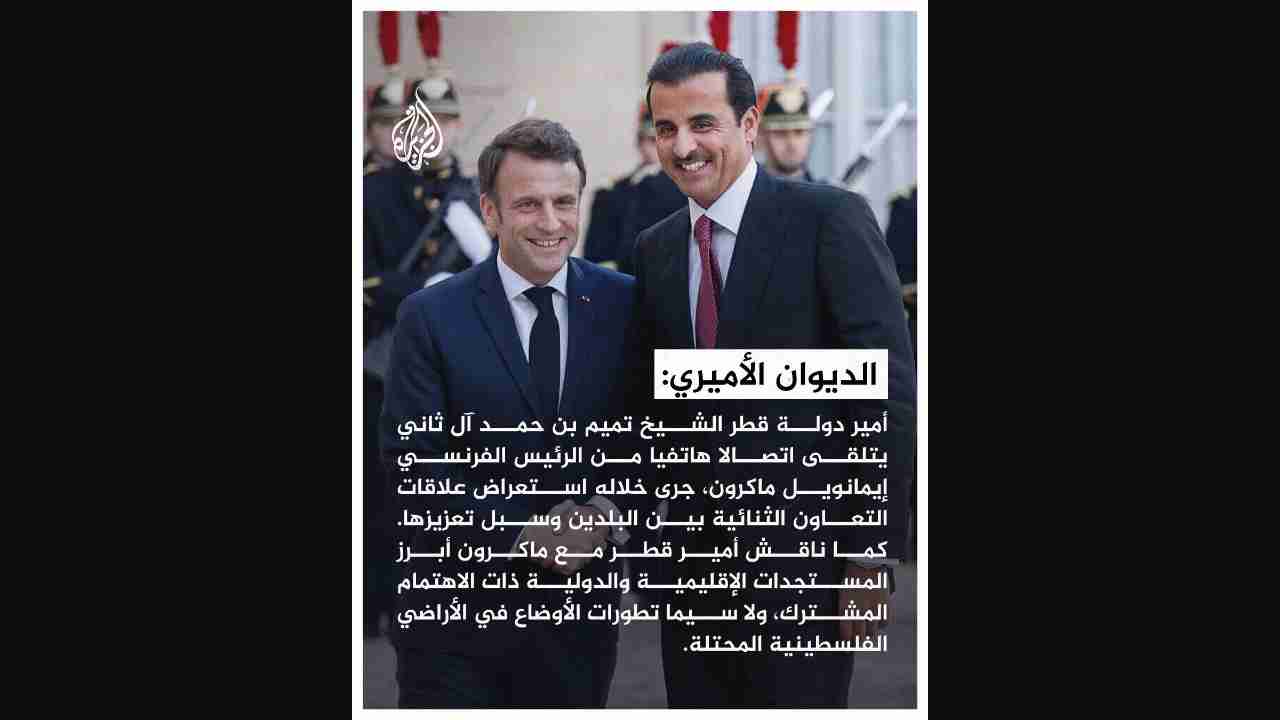 الجزيرة
الديوان الأميري:
أمير دولة قطر الشيخ تميم بن حمد آل ثاني
يتلقى اتصالا هاتفيا من الرئيس الفرنسي
إيمانويل ماكرون، جرى خلاله استعراض علاقات
التعاون الثنائية بين البلدين وسبل تعزيزها.
كما ناقش أمير قطر مع ماكرون أبرز
المستجدات الإقليمية والدولية ذات الاهتمام
المشترك، ولا سيما تطورات الأوضاع في الأراضي
الفلسطينية المحتلة.